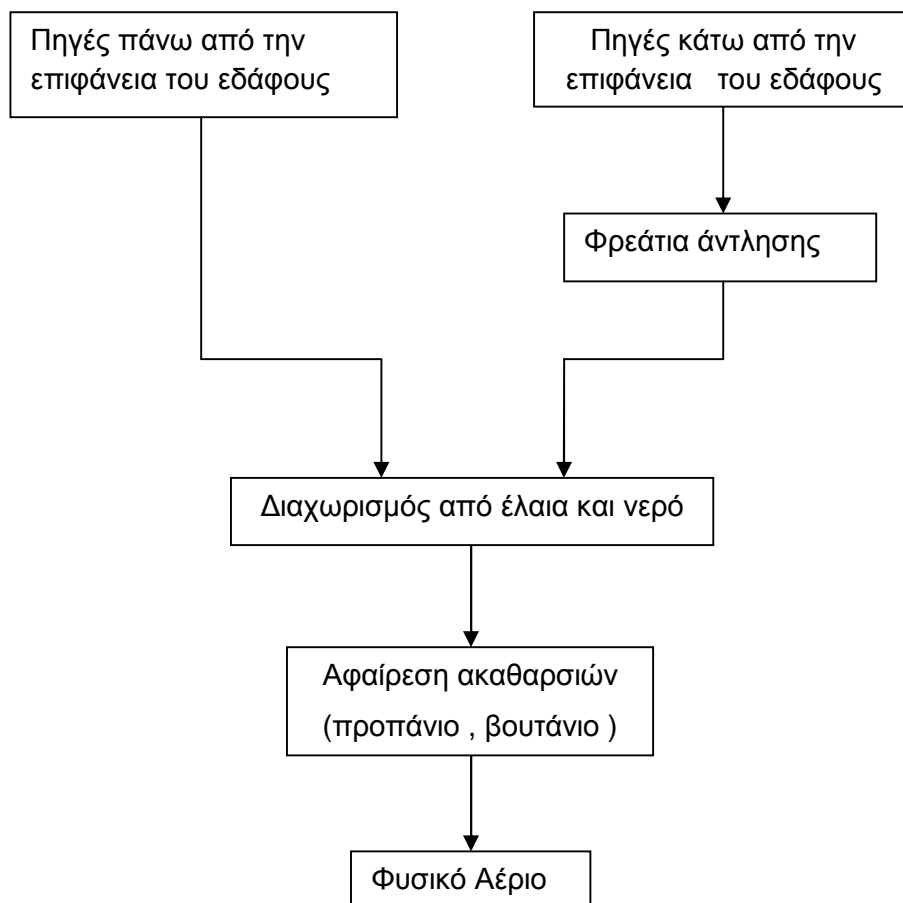 Πηγές πάνω από την
επιφάνεια του εδάφους
Πηγές κάτω από την
επιφάνεια του εδάφους
Φρεάτια άντλησης
Διαχωρισμός από έλαια και νερό
Αφαίρεση ακαθαρσιών
(προπάνιο , βουτάνιο )
Φυσικό Αέριο